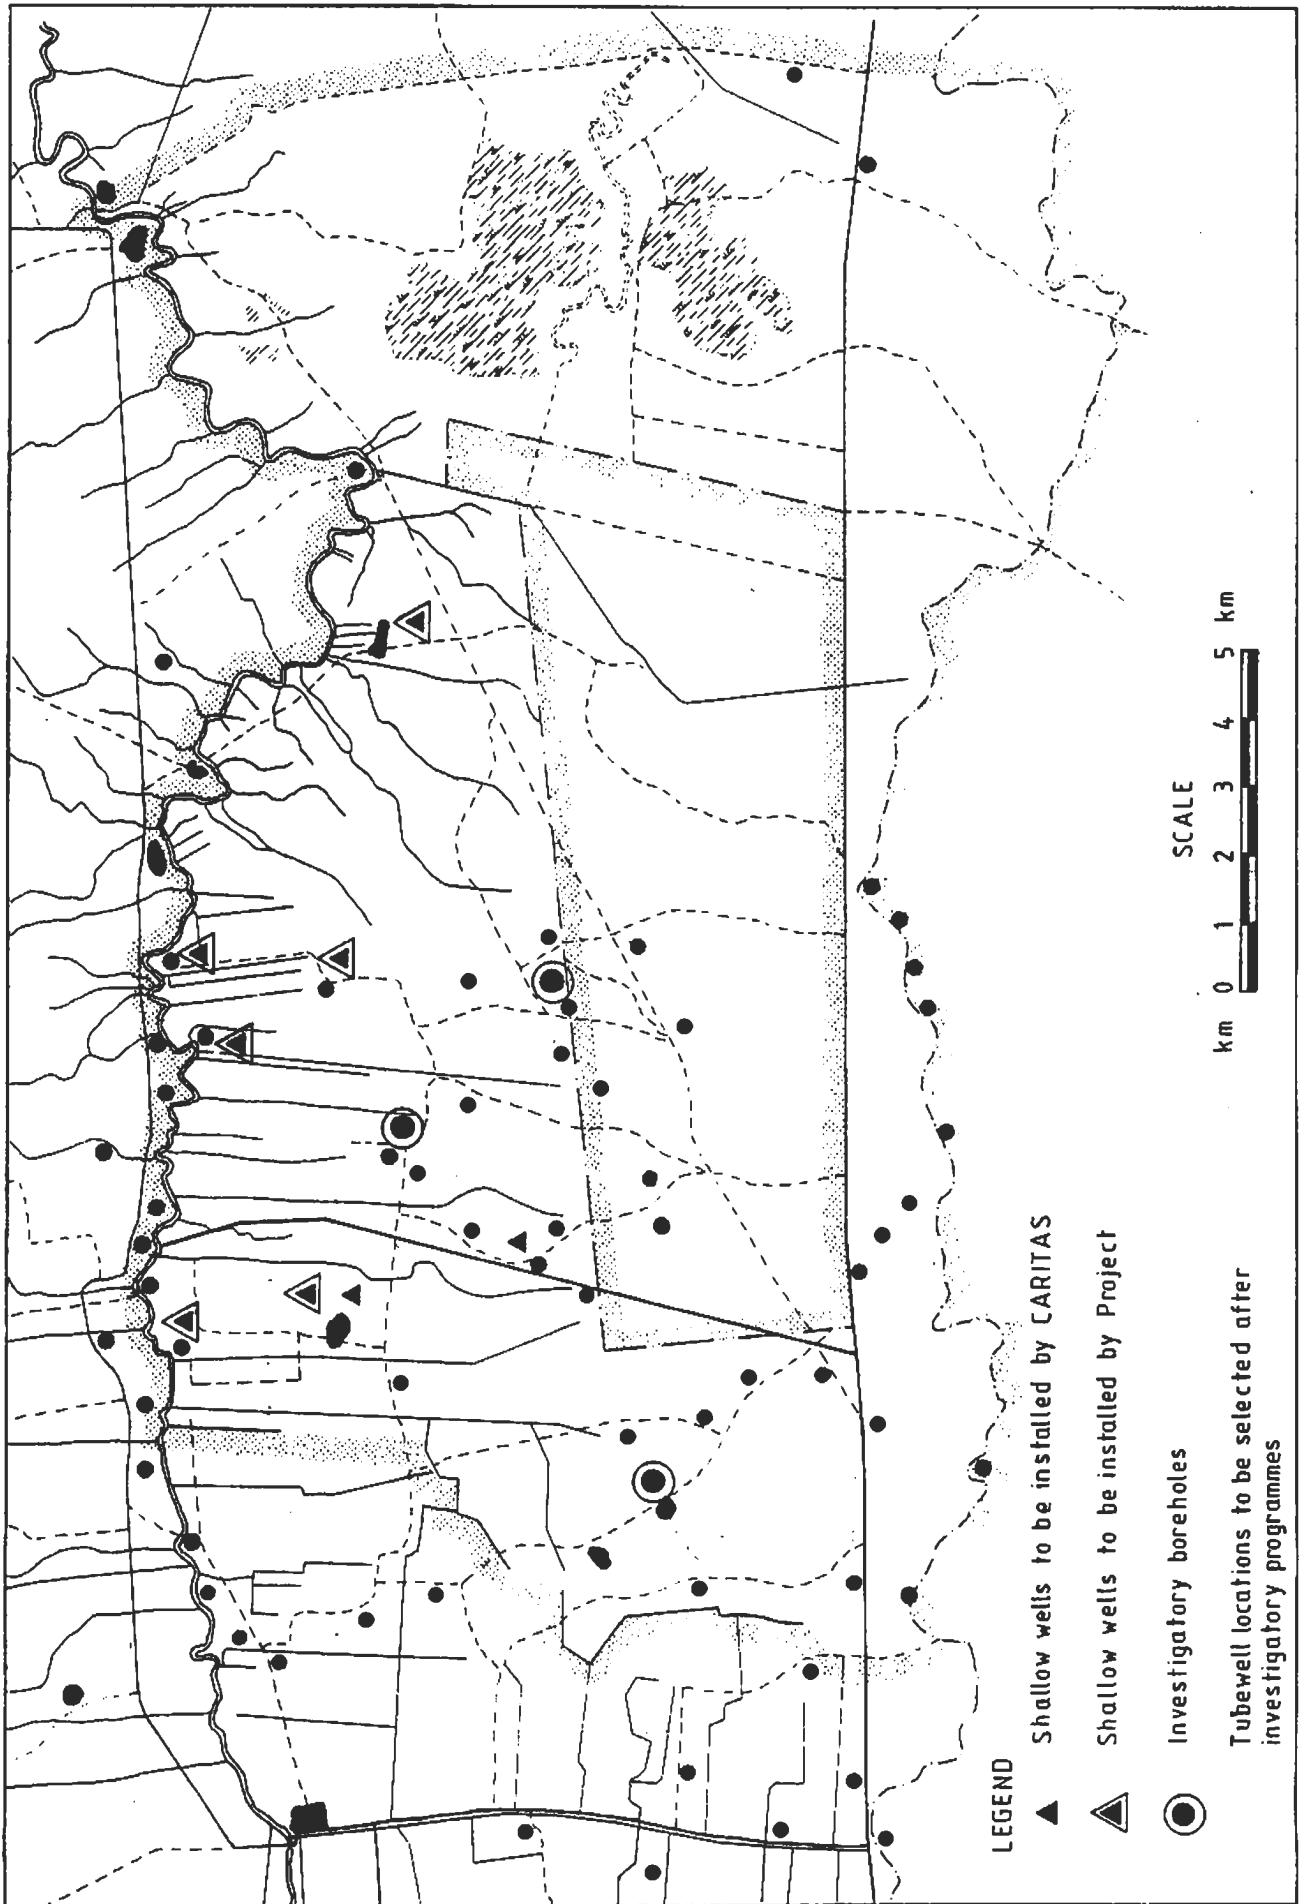 LEGEND
Shallow wells to be installed by CARITAS
Shallow wells to be installed by Project
Investigatory boreholes
Tubewell locations to be selected after
investigatory programmes
SCALE
km 0 1 2 3 4 5 km